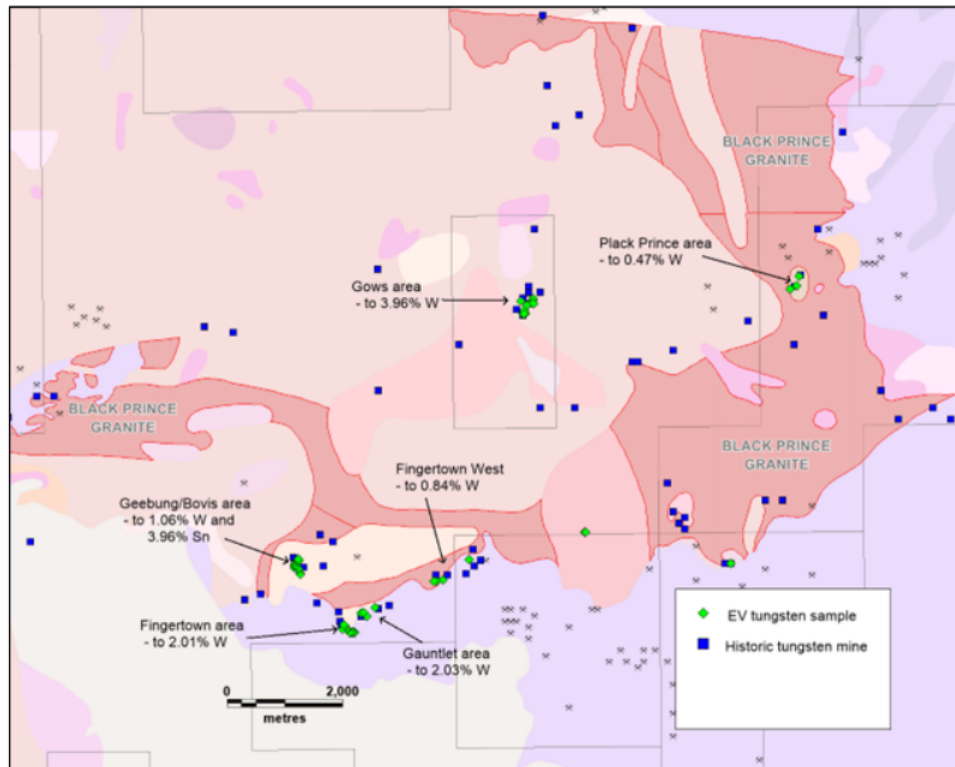 BLACK PRINCE
GRANITE
Plack Prince area
- to 0.47% W
Gows area
- to 3.96% W
BLACK PRINCE
GRANITE
BLACK PRINCE
GRANITE
Fingertown West
- to 0.84% W
Geebung/Bovis area
- to 1.06% W and
3.96% Sn
Fingertown area
- to 2.01% W
Gauntlet area
- to 2.03% W
0
2,000
metres
EV tungsten sample
Historic tungsten mine